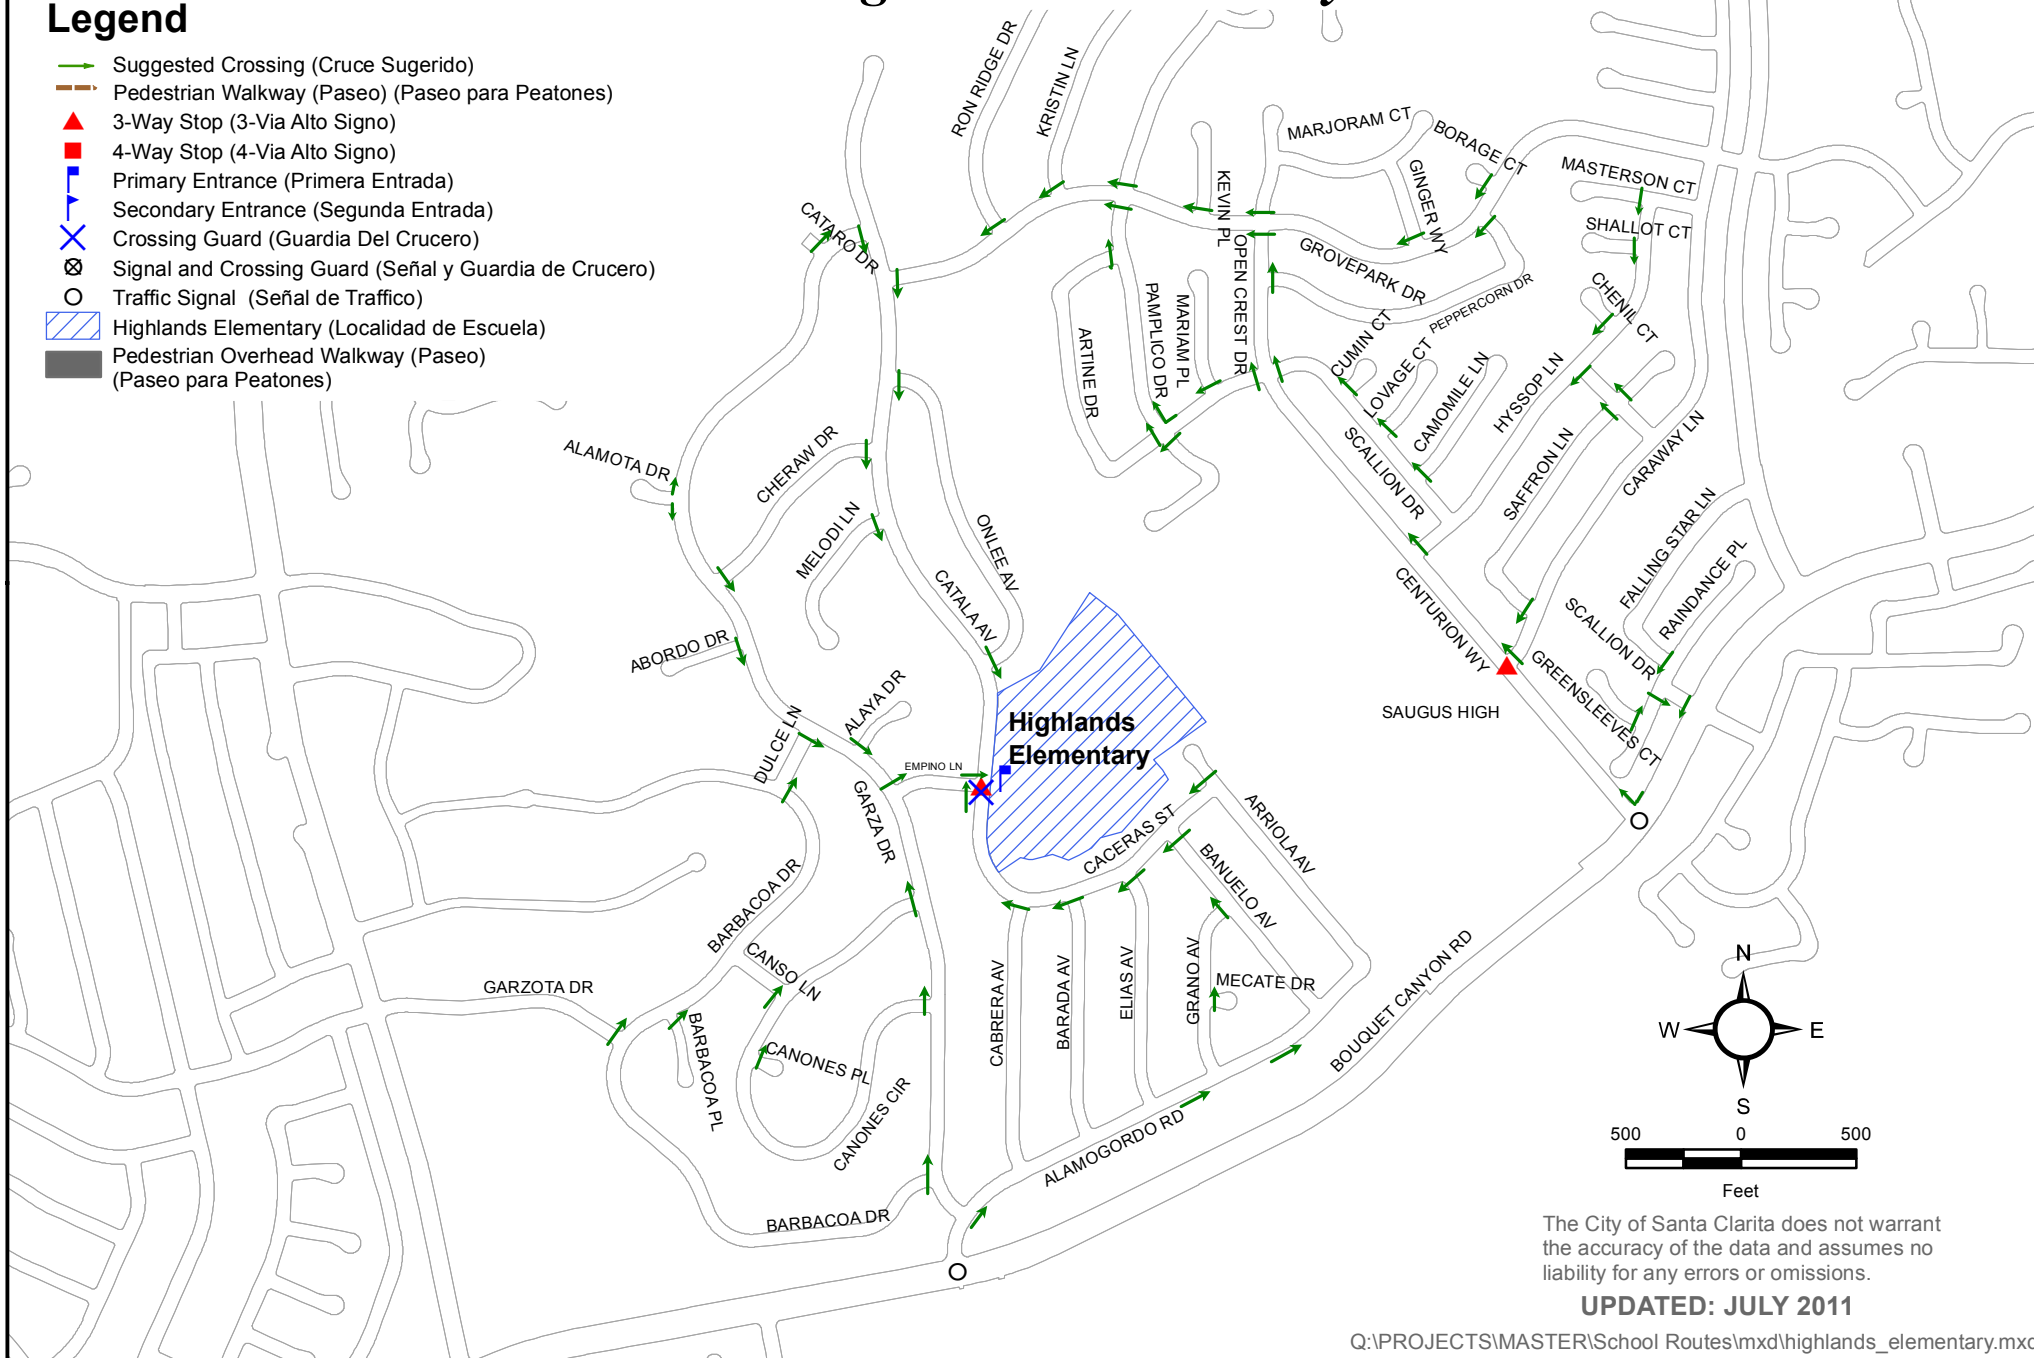 Legend
Suggested Crossing (Cruce Sugerido)
Pedestrian Walkway (Paseo) (Paseo para Peatones)
3-Way Stop (3-Via Alto Signo)
4-Way Stop (4-Via Alto Signo)
Primary Entrance (Primera Entrada)
Secondary Entrance (Segunda Entrada)
Crossing Guard (Guardia Del Crucero)
Signal and Crossing Guard (Señal y Guardia de Crucero)
Traffic Signal (Señal de Traffico)
Highlands Elementary (Localidad de Escuela)
Pedestrian Overhead Walkway (Paseo)
(Paseo para Peatones)
RON RIDGE DR
KRISTIN LN
MARJORAM CT
BORAGE CT
GINGER WY
MASTERSON CT
SHALLOT CT
KEVIN PL
CATARO DR
OPEN CREST DR
GROVEPARK DR
PEPPERCORN DR
CHENIL CT
PAMPLICO DR
MARIAM PL
ARTINE DR
CUMIN CT
LOVAGE CT
CAMOMILE LN
HYSSOP LN
SAFFRON LN
CARAWAY LN
SCALLION DR
ALAMOTA DR
CHERAW DR
MELODI LN
ONLEE AV
CATALA AV
CENTURION WY
FALLING STAR LN
RAINDANCE PL
SCALLION DR
GREENSLEEVES CT
SAUGUS HIGH
ABORDO DR
ALAYA DR
DULCE LN
EMPINO LN
Highlands
Elementary
GARZA DR
CACERAS ST
ARRIOLA AV
BANUELO AV
BARBACOA DR
CANSO LN
GARZOTA DR
BARBACOA PL
CANONES PL
CANONES CIR
CABRERA AV
BARADA AV
ELIAS AV
GRANO AV
MECATE DR
BOUQUET CANYON RD
ALAMOGORDO RD
BARBACOA DR
N
W
E
S
500
0
500
Feet
The City of Santa Clarita does not warrant
the accuracy of the data and assumes no
liability for any errors or omissions.
UPDATED: JULY 2011
Q:\PROJECTS\MASTER\School Routes\mxd\highlands_elementary.mxd